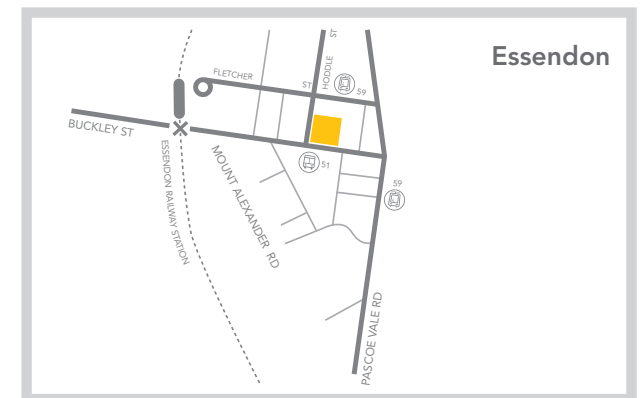 Essendon
ST
HODDLE
FLETCHER
ST
59
BUCKLEY ST
51
ESSENDON RAILWAY STATION
MOUNT ALEXANDER RD
59
PASCOE VALE RD